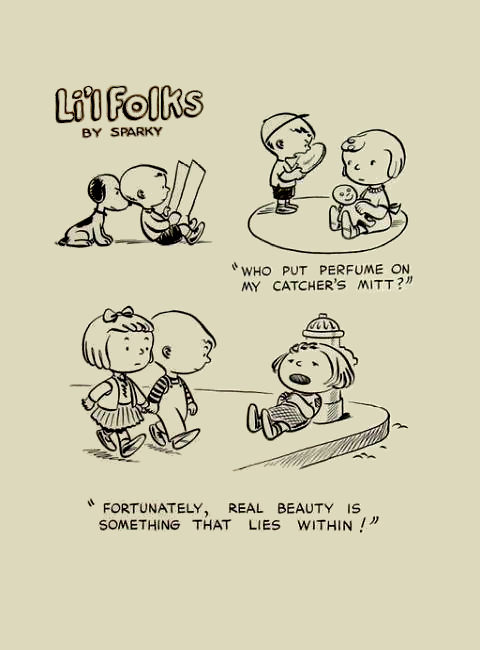 Li'l Folks
BY SPARKY
"WHO PUT PERFUME ON
MY CATCHER'S MITT?"
"FORTUNATELY, REAL BEAUTY IS
SOMETHING THAT LIES WITHIN!"